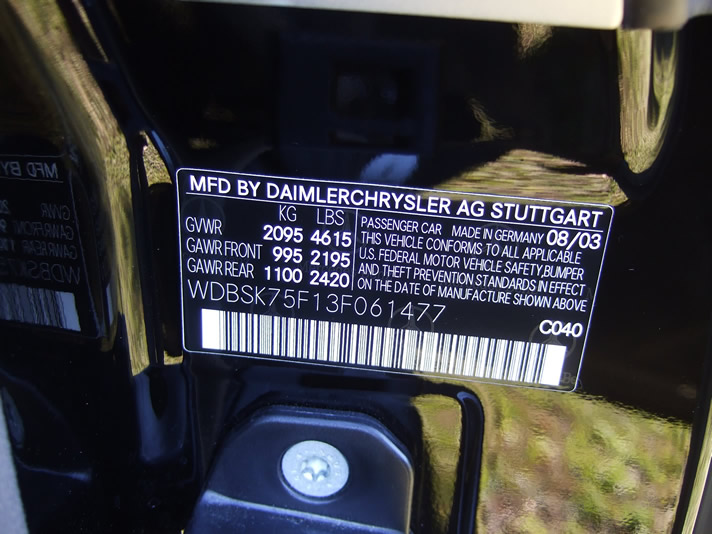 MFD BY DAIMLERCHRYSLER AG STUTTGART
KG LBS
GVWR 2095 4615
GAWR FRONT 995 2195
GAWR REAR 1100 2420
PASSENGER CAR MADE IN GERMANY 08/03
THIS VEHICLE CONFORMS TO ALL APPLICABLE
U.S. FEDERAL MOTOR VEHICLE SAFETY,BUMPER
AND THEFT PREVENTION STANDARDS IN EFFECT
ON THE DATE OF MANUFACTURE SHOWN ABOVE
WDBSK75F13F061477
C040